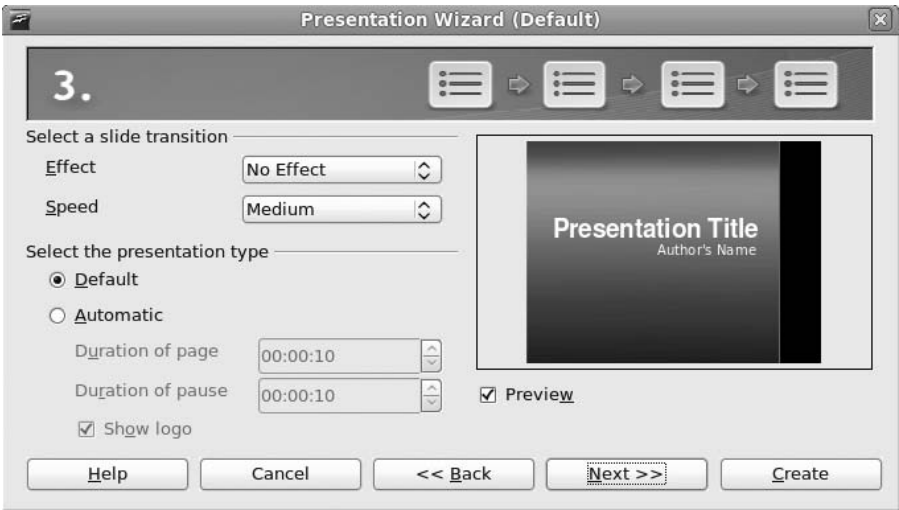 Presentation Wizard (Default)
3.
Select a slide transition
Effect No Effect
Speed Medium
Select the presentation type
Default
Automatic
Duration of page 00:00:10
Duration of pause 00:00:10
Show logo
Presentation Title
Author's Name
Preview
Help Cancel << Back Next >> Create